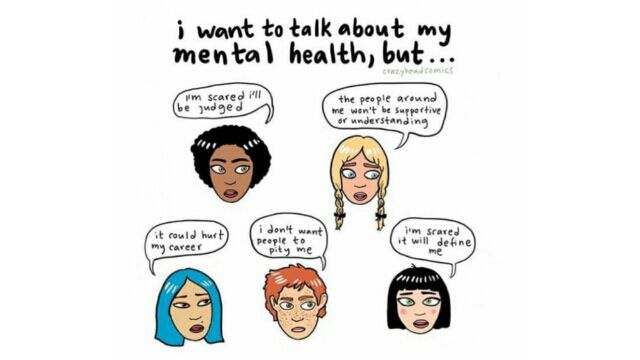 i want to talk about my
mental health, but...
crazyheadcomics
i'm scared i'll
be judged
the people around
me won't be supportive
or understanding
it could hurt
my career
i don't want
people to
pity me
i'm scared
it will define
me